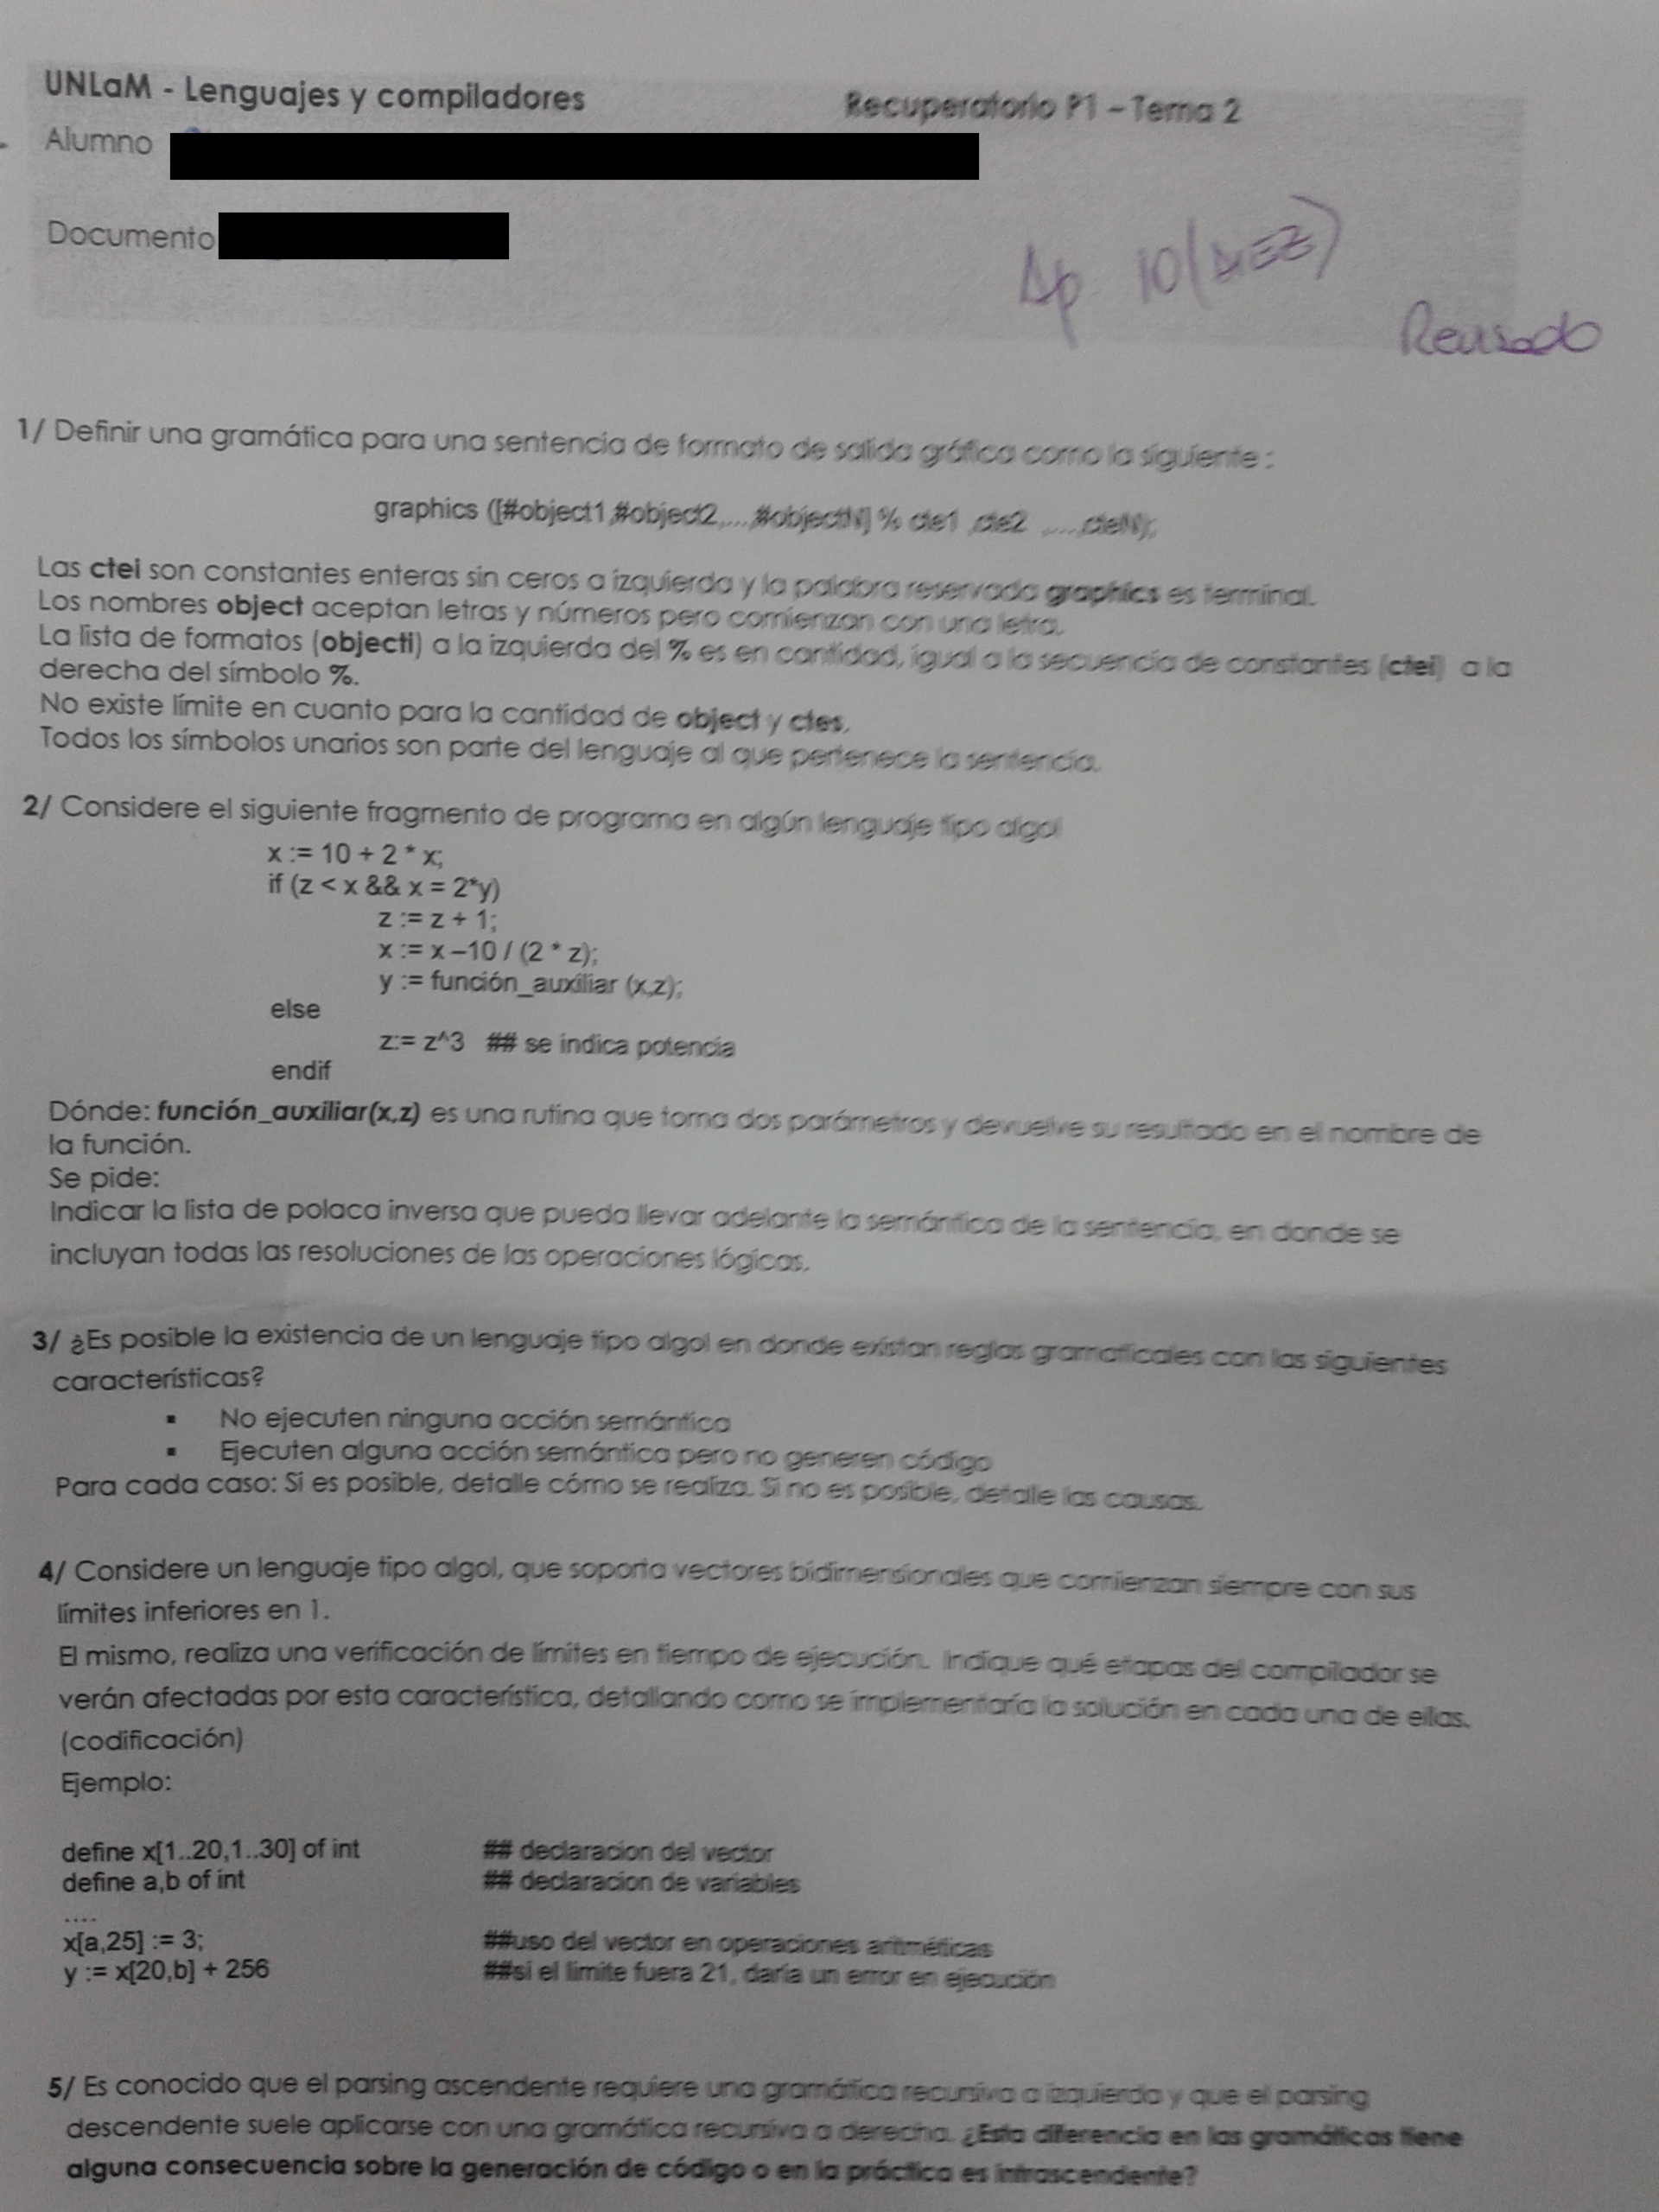 UNLaM - Lenguajes y compiladores Recuperatorio P1 – Tema 2
Alumno
Documento
Ap 10 (DIEZ)
Revisado
1/ Definir una gramática para una sentencia de formato de salida gráfica como la siguiente :
graphics ([#object1,#object2,...,#objectN] % cte1 ,cte2 ,...,cteN);
Las ctei son constantes enteras sin ceros a izquierda y la palabra reservada graphics es terminal.
Los nombres object aceptan letras y números pero comienzan con una letra.
La lista de formatos (objecti) a la izquierda del % es en cantidad, igual a la secuencia de constantes (ctei) a la
derecha del símbolo %.
No existe límite en cuanto para la cantidad de object y ctes.
Todos los símbolos unarios son parte del lenguaje al que pertenece la sentencia.
2/ Considere el siguiente fragmento de programa en algún lenguaje tipo algol
x := 10 + 2 * x;
if (z < x && x = 2*y)
z := z + 1;
x := x –10 / (2 * z);
y := función_auxiliar (x,z);
else
z:= z^3 ## se indica potencia
endif
Dónde: función_auxiliar(x,z) es una rutina que toma dos parámetros y devuelve su resultado en el nombre de
la función.
Se pide:
Indicar la lista de polaca inversa que pueda llevar adelante la semántica de la sentencia, en donde se
incluyan todas las resoluciones de las operaciones lógicas.
3/ ¿Es posible la existencia de un lenguaje tipo algol en donde existan reglas gramaticales con las siguientes
características?
▪ No ejecuten ninguna acción semántica
▪ Ejecuten alguna acción semántica pero no generen código
Para cada caso: Si es posible, detalle cómo se realiza. Si no es posible, detalle las causas.
4/ Considere un lenguaje tipo algol, que soporta vectores bidimensionales que comienzan siempre con sus
límites inferiores en 1.
El mismo, realiza una verificación de límites en tiempo de ejecución. Indique qué etapas del compilador se
verán afectadas por esta característica, detallando como se implementaría la solución en cada una de ellas.
(codificación)
Ejemplo:
define x[1..20,1..30] of int ## declaracion del vector
define a,b of int ## declaracion de variables
....
x[a,25] := 3; ##uso del vector en operaciones aritméticas
y := x[20,b] + 256 ##si el limite fuera 21, daría un error en ejecución
5/ Es conocido que el parsing ascendente requiere una gramática recursiva a izquierda y que el parsing
descendente suele aplicarse con una gramática recursiva a derecha. ¿Esta diferencia en las gramáticas tiene
alguna consecuencia sobre la generación de código o en la práctica es intrascendente?